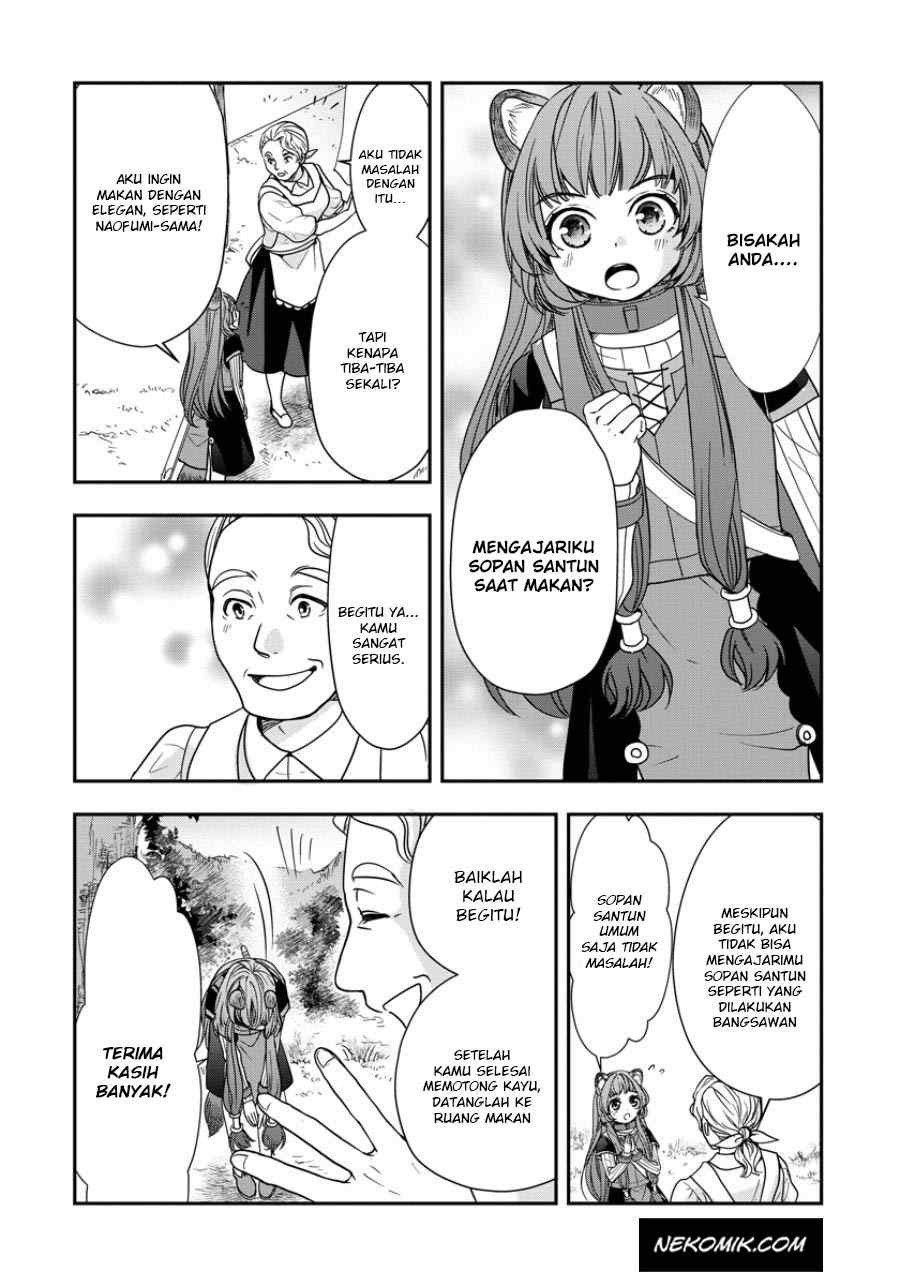 BISAKAH
ANDA....
MENGAJARIKU
SOPAN SANTUN
SAAT MAKAN?
AKU TIDAK
MASALAH
DENGAN
ITU...
TAPI
KENAPA
TIBA-TIBA
SEKALI?
AKU INGIN
MAKAN DENGAN
ELEGAN, SEPERTI
NAOFUMI-SAMA!
BEGITU YA...
KAMU
SANGAT
SERIUS.
MESKIPUN
BEGITU, AKU
TIDAK BISA
MENGAJARIMU
SOPAN SANTUN
SEPERTI YANG
DILAKUKAN
BANGSAWAN
SOPAN
SANTUN
UMUM
SAJA TIDAK
MASALAH!
BAIKLAH
KALAU
BEGITU!
SETELAH
KAMU SELESAI
MEMOTONG KAYU,
DATANGLAH KE
RUANG MAKAN
TERIMA
KASIH
BANYAK!
NEKOMIK.COM